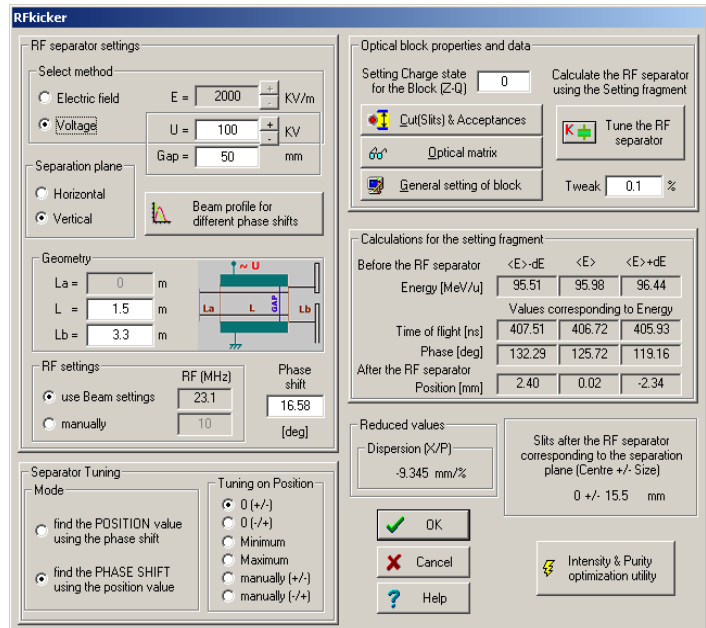 RFkicker
RF separator settings
Select method
Electric field
E =
2000
+
-
KV/m
Voltage
U =
100
+
-
KV
Gap =
50
mm
Separation plane
Horizontal
Vertical
Beam profile for
different phase shifts
Geometry
La =
0
m
L =
1.5
m
Lb =
3.3
m
~ U
La
L
GAP
Lb
RF settings
RF (MHz)
use Beam settings
23.1
manually
10
Phase
shift
16.58
[deg]
Separator Tuning
Mode
find the POSITION value
using the phase shift
find the PHASE SHIFT
using the position value
Tuning on Position
0 (+/-)
0 (-/+)
Minimum
Maximum
manually (+/-)
manually (-/+)
Optical block properties and data
Setting Charge state
for the Block (Z-Q)
0
Calculate the RF separator
using the Setting fragment
Cut(Slits) & Acceptances
Optical matrix
General setting of block
K
Tune the RF
separator
Tweak
0.1
%
Calculations for the setting fragment
Before the RF separator
<E>-dE
<E>
<E>+dE
Energy [MeV/u]
95.51
95.98
96.44
Values corresponding to Energy
Time of flight [ns]
407.51
406.72
405.93
Phase [deg]
132.29
125.72
119.16
After the RF separator
Position [mm]
2.40
0.02
-2.34
Reduced values
Dispersion (X/P)
-9.345 mm/%
Slits after the RF separator
corresponding to the separation
plane (Centre +/- Size)
0 +/- 15.5 mm
OK
Cancel
Help
Intensity & Purity
optimization utility